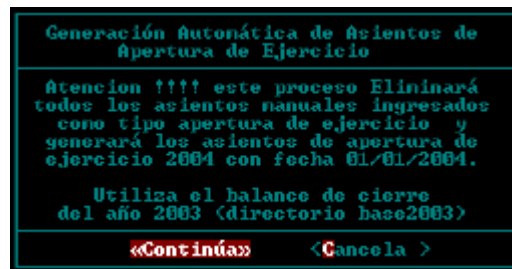 Generación Automática de Asientos de
Apertura de Ejercicio
Atencion !!!! este proceso Eliminará
todos los asientos manuales ingresados
como tipo apertura de ejercicio y
generará los asientos de apertura de
ejercicio 2004 con fecha 01/01/2004.
Utiliza el balance de cierre
del año 2003 (directorio base2003)
«Continúa» <Cancela >